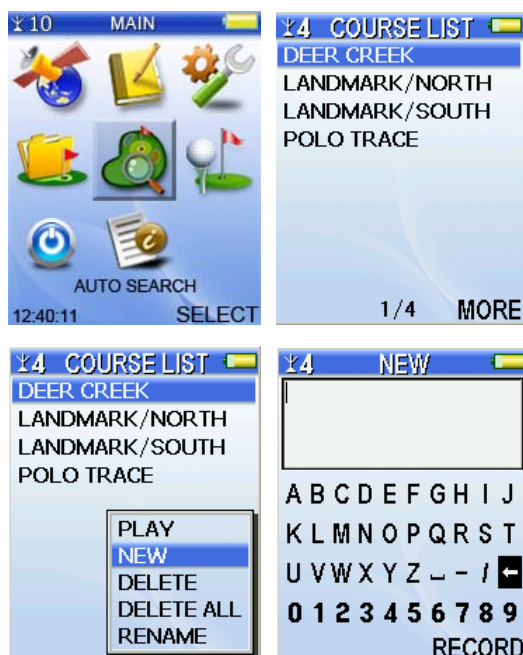 10 MAIN
AUTO SEARCH
12:40:11 SELECT
4 COURSE LIST
DEER CREEK
LANDMARK/NORTH
LANDMARK/SOUTH
POLO TRACE
1/4 MORE
4 COURSE LIST
DEER CREEK
LANDMARK/NORTH
LANDMARK/SOUTH
POLO TRACE
PLAY
NEW
DELETE
DELETE ALL
RENAME
4 NEW
A B C D E F G H I J
K L M N O P Q R S T
U V W X Y Z ⎵ - / ←
0 1 2 3 4 5 6 7 8 9
RECORD